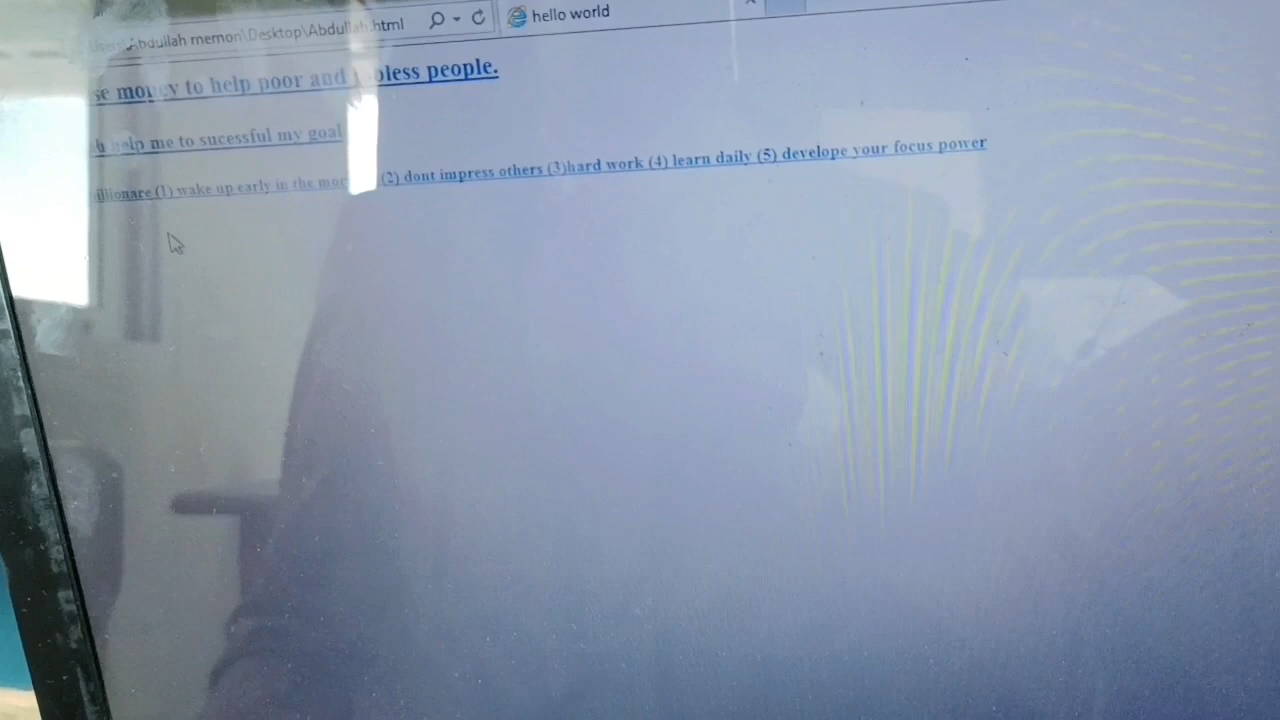 Abdullah memon\Desktop\Abdullah.html hello world
to help poor and people.
help me to sucessful my goal
(1) wake up early in the (2) dont impress others (3)hard work (4) learn daily (5) develope your focus power